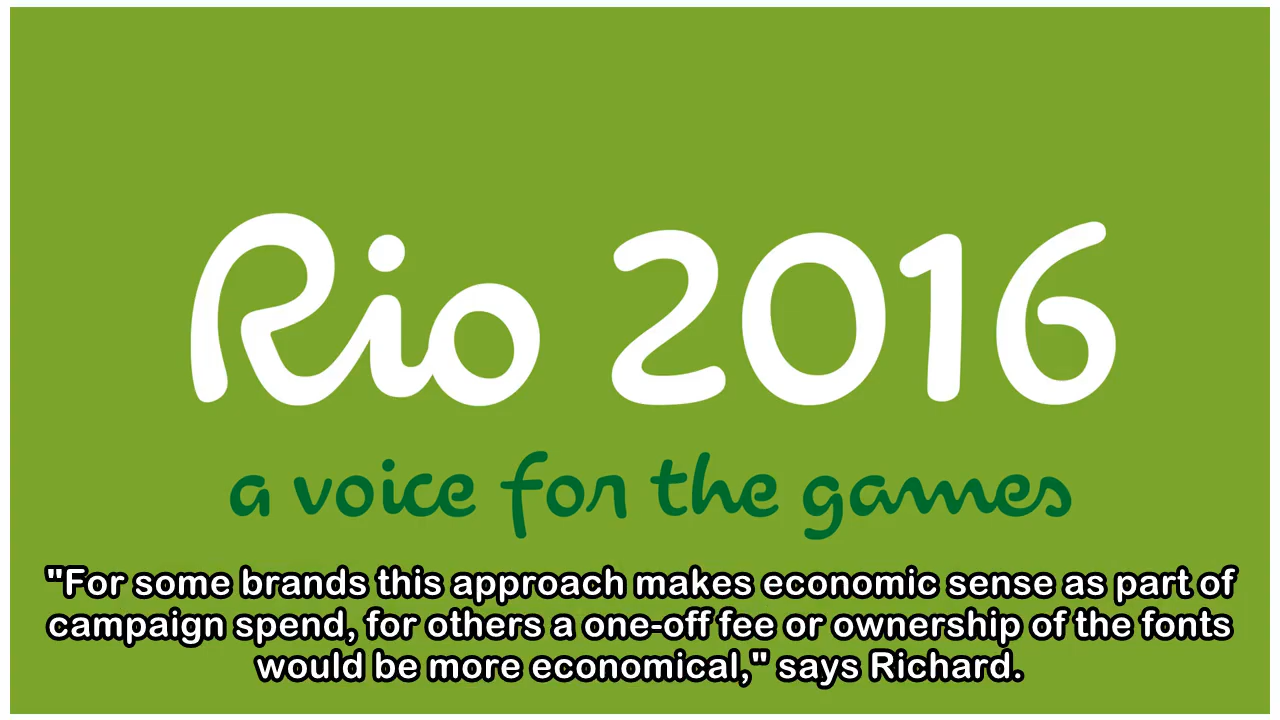 Rio 2016
a voice for the games
"For some brands this approach makes economic sense as part of
campaign spend, for others a one-off fee or ownership of the fonts
would be more economical," says Richard.